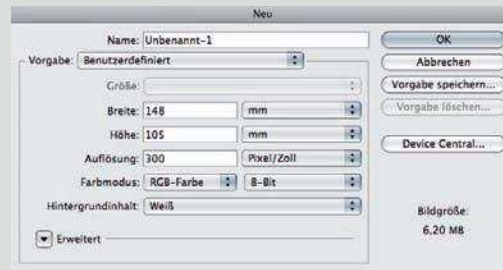 Neu
Name: Unbenannt-1
OK
Vorgabe: Benutzerdefiniert
Abbrechen
Größe:
Vorgabe speichern...
Breite: 148 mm
Vorgabe löschen...
Höhe: 105 mm
Auflösung: 300 Pixel/Zoll
Device Central...
Farbmodus: RGB-Farbe 8-Bit
Hintergrundinhalt: Weiß
Bildgröße:
6,20 MB
Erweitert